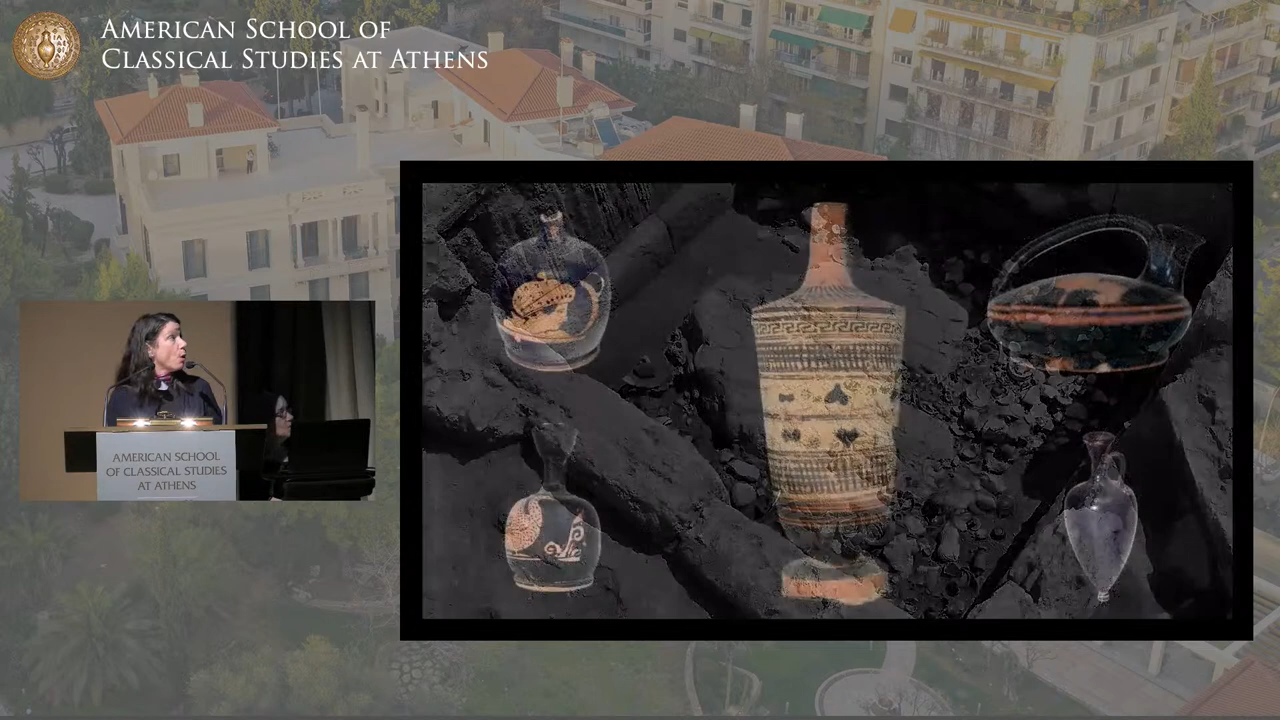 AMERICAN SCHOOL OF
CLASSICAL STUDIES AT ATHENS
AMERICAN SCHOOL
OF CLASSICAL STUDIES
AT ATHENS